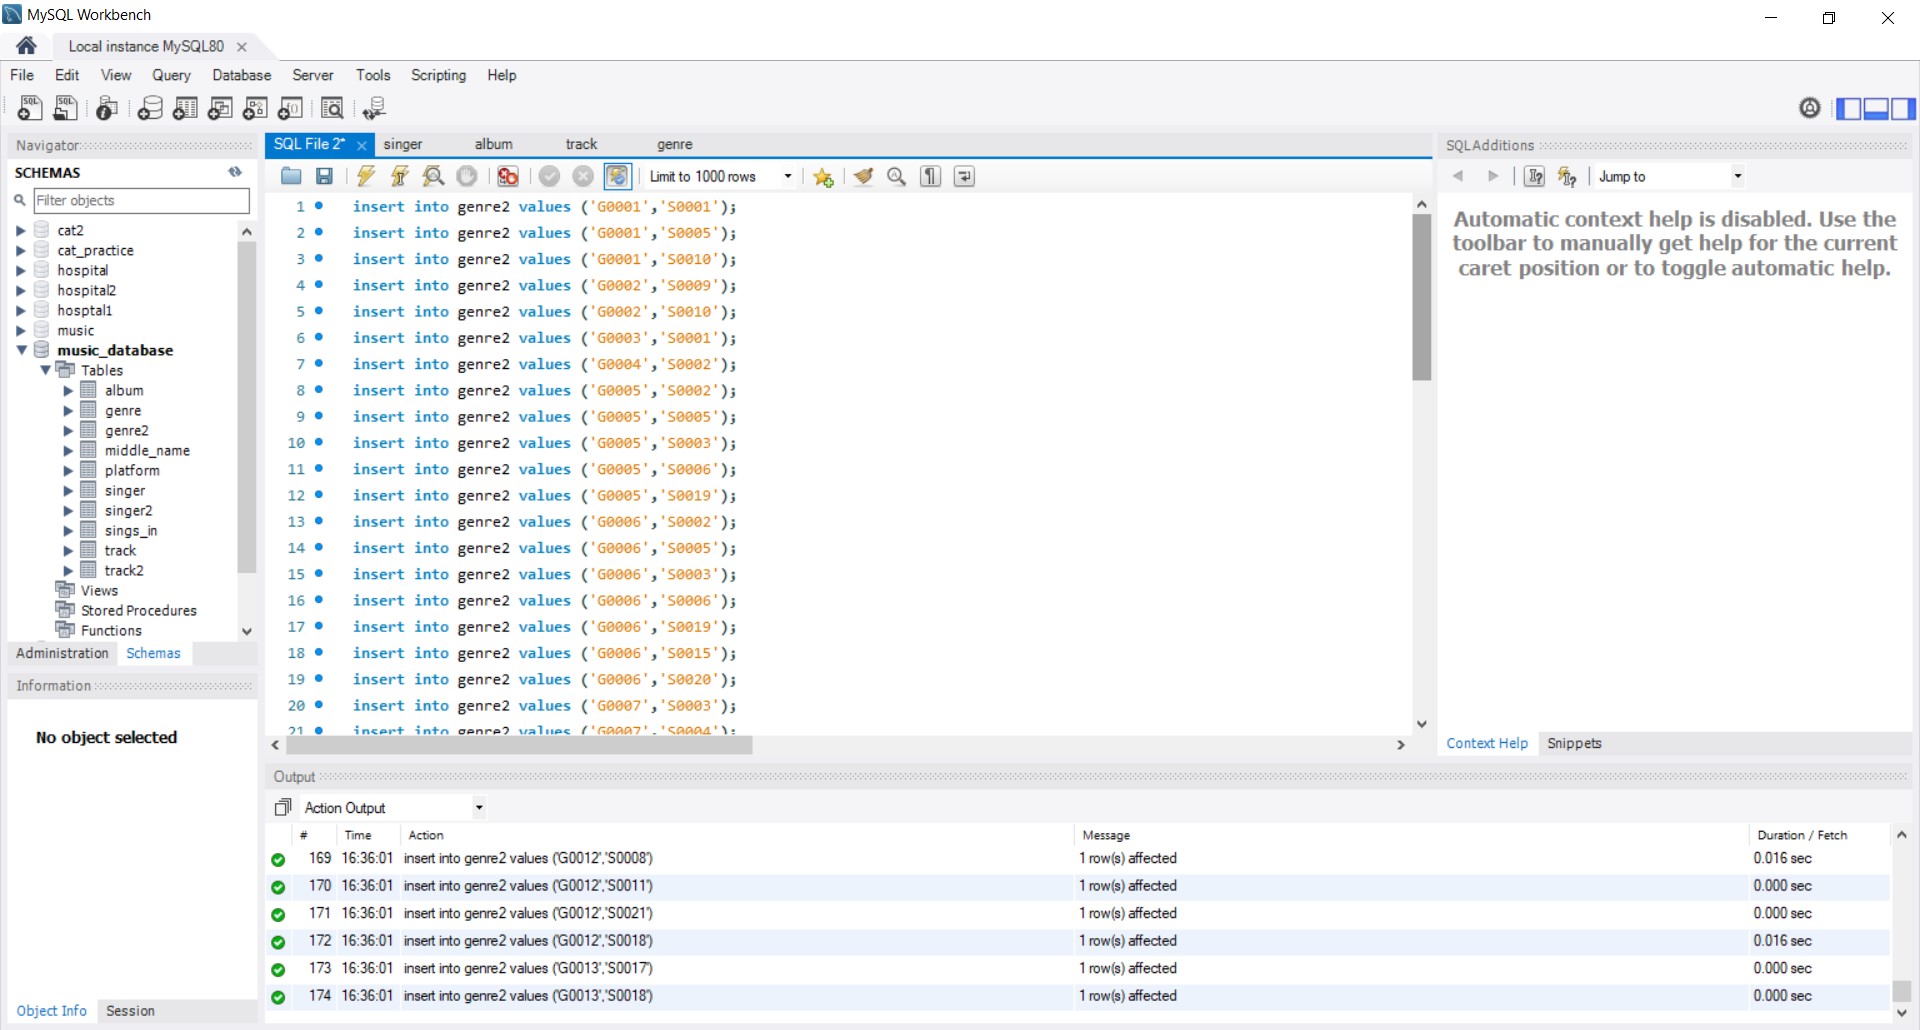 MySQL Workbench
Local instance MySQL80
File Edit View Query Database Server Tools Scripting Help
Navigator
SCHEMAS
Filter objects
cat2
cat_practice
hospital
hospital2
hosptal1
music
music_database
Tables
album
genre
genre2
middle_name
platform
singer
singer2
sings_in
track
track2
Views
Stored Procedures
Functions
Administration Schemas
Information
No object selected
Object Info Session
SQL File 2* singer album track genre
Limit to 1000 rows
1 insert into genre2 values ('G0001','S0001');
2 insert into genre2 values ('G0001','S0005');
3 insert into genre2 values ('G0001','S0010');
4 insert into genre2 values ('G0002','S0009');
5 insert into genre2 values ('G0002','S0010');
6 insert into genre2 values ('G0003','S0001');
7 insert into genre2 values ('G0004','S0002');
8 insert into genre2 values ('G0005','S0002');
9 insert into genre2 values ('G0005','S0005');
10 insert into genre2 values ('G0005','S0003');
11 insert into genre2 values ('G0005','S0006');
12 insert into genre2 values ('G0005','S0019');
13 insert into genre2 values ('G0006','S0002');
14 insert into genre2 values ('G0006','S0005');
15 insert into genre2 values ('G0006','S0003');
16 insert into genre2 values ('G0006','S0006');
17 insert into genre2 values ('G0006','S0019');
18 insert into genre2 values ('G0006','S0015');
19 insert into genre2 values ('G0006','S0020');
20 insert into genre2 values ('G0007','S0003');
21 insert into genre2 values ('G0007','S0004');
SQLAdditions
Jump to
Automatic context help is disabled. Use the
toolbar to manually get help for the current
caret position or to toggle automatic help.
Context Help Snippets
Output
Action Output
# Time Action Message Duration / Fetch
169 16:36:01 insert into genre2 values ('G0012','S0008') 1 row(s) affected 0.016 sec
170 16:36:01 insert into genre2 values ('G0012','S0011') 1 row(s) affected 0.000 sec
171 16:36:01 insert into genre2 values ('G0012','S0021') 1 row(s) affected 0.000 sec
172 16:36:01 insert into genre2 values ('G0012','S0018') 1 row(s) affected 0.016 sec
173 16:36:01 insert into genre2 values ('G0013','S0017') 1 row(s) affected 0.000 sec
174 16:36:01 insert into genre2 values ('G0013','S0018') 1 row(s) affected 0.000 sec